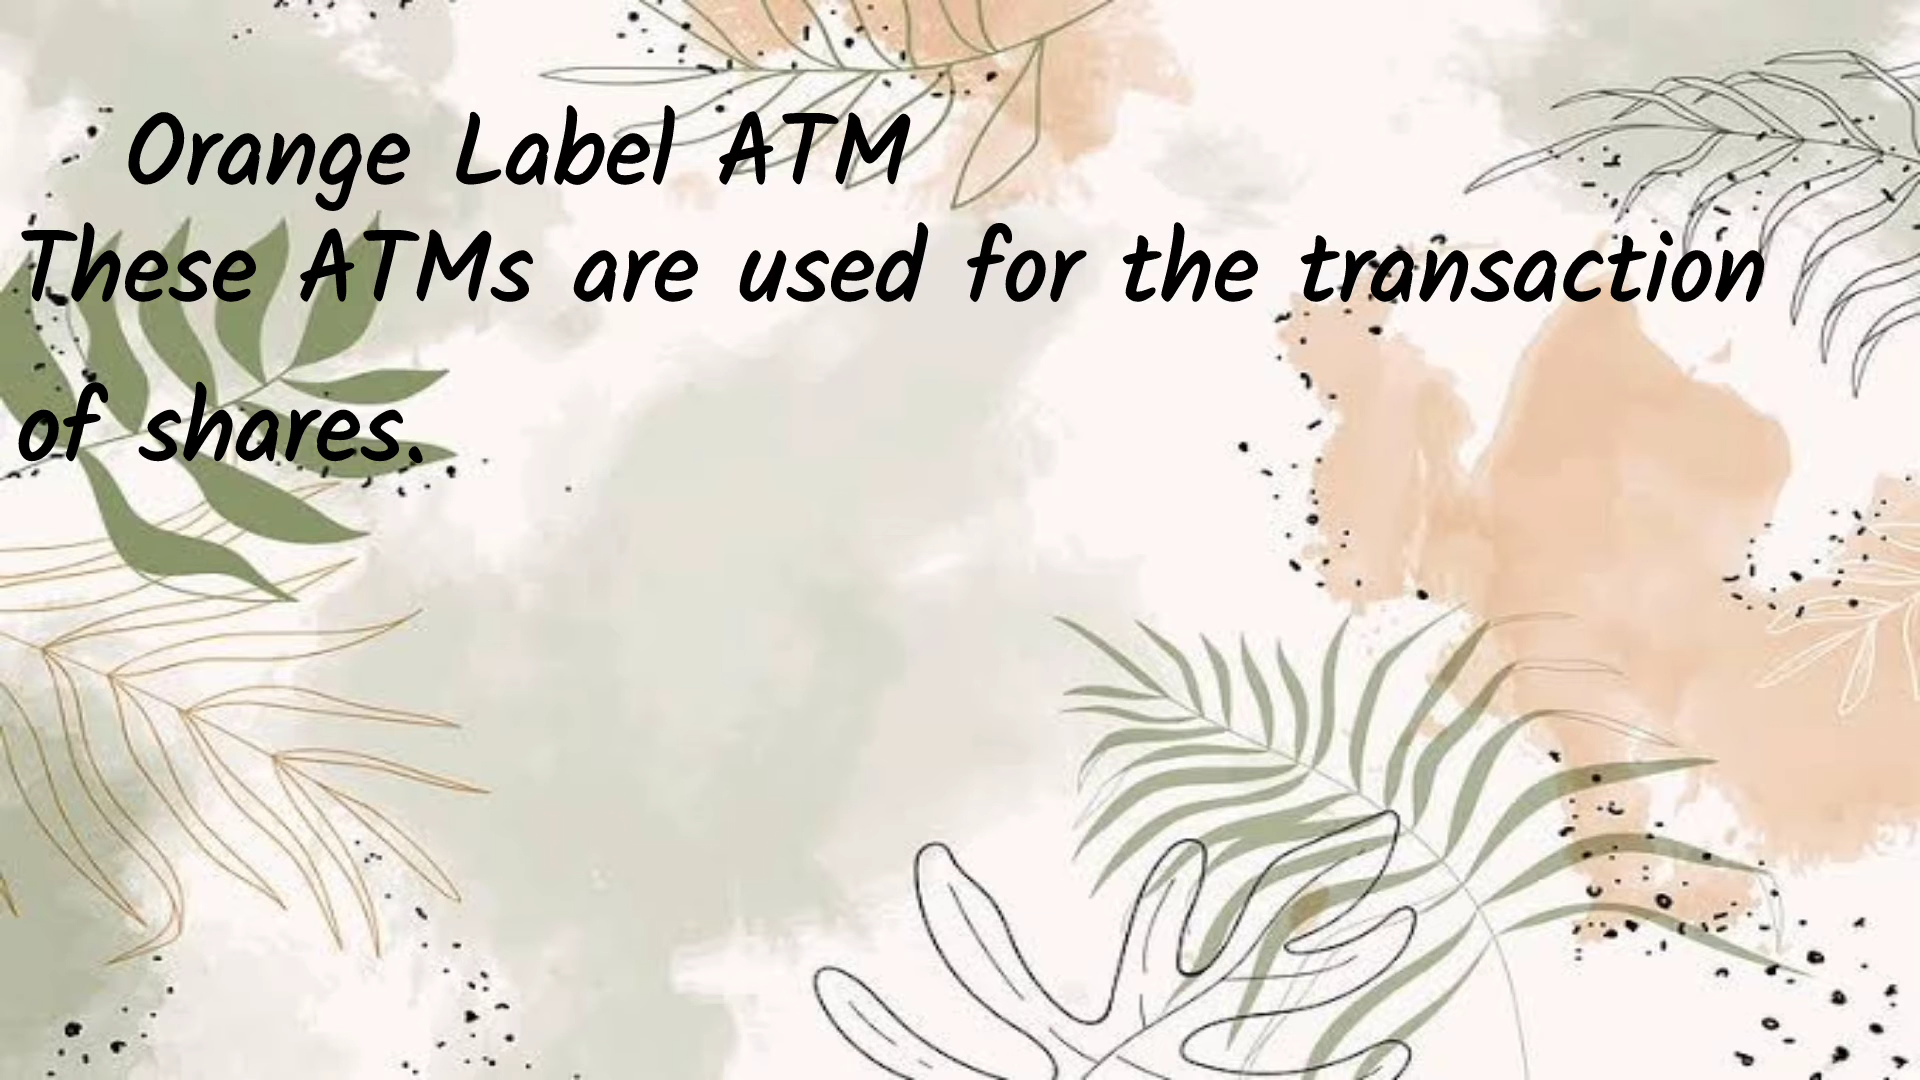 Orange Label ATM
These ATMs are used for the transaction
of shares.